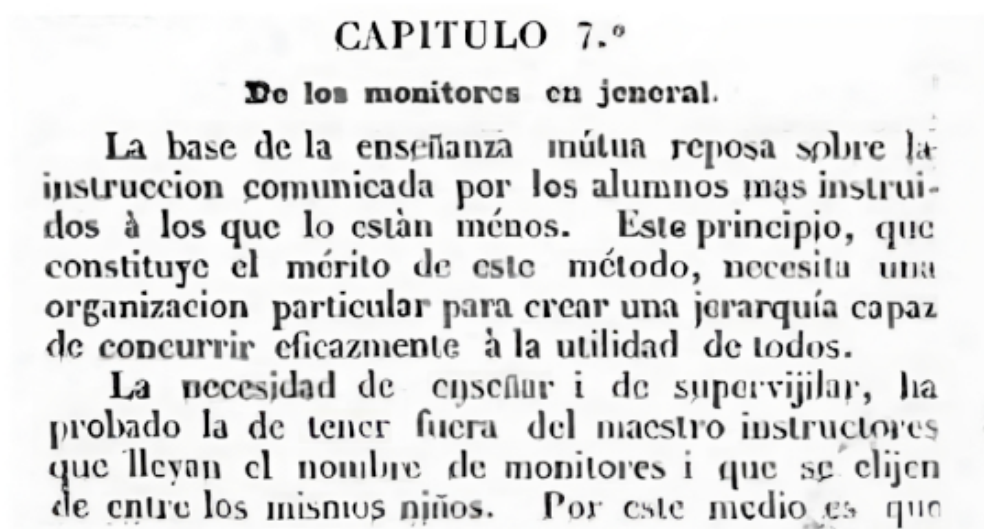 CAPITULO 7.º
De los monitores en jeneral.
La base de la enseñanza mútua reposa sobre la
instruccion comunicada por los alumnos mas instrui-
dos à los que lo estàn ménos. Este principio, que
constituye el mérito de este método, necesita una
organizacion particular para crear una jerarquía capaz
de concurrir eficazmente à la utilidad de todos.
La necesidad de enseñar i de supervijilar, ha
probado la de tener fuera del maestro instructores
que llevan el nombre de monitores i que se elijen
de entre los mismos niños. Por este medio es que